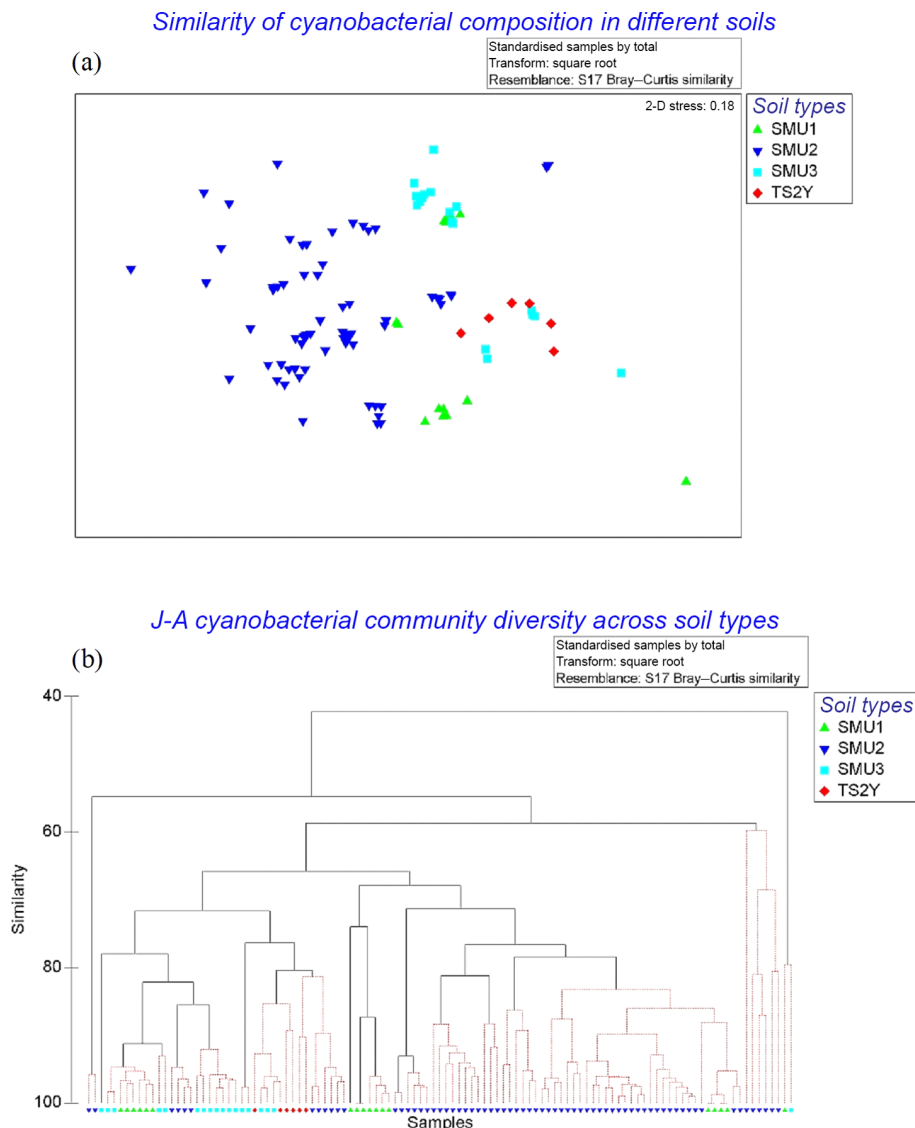 Similarity of cyanobacterial composition in different soils
(a)
Standardised samples by total
Transform: square root
Resemblance: S17 Bray–Curtis similarity
2-D stress: 0.18
Soil types
SMU1
SMU2
SMU3
TS2Y
J-A cyanobacterial community diversity across soil types
(b)
Standardised samples by total
Transform: square root
Resemblance: S17 Bray–Curtis similarity
Soil types
SMU1
SMU2
SMU3
TS2Y
40
60
80
100
Similarity
Samples